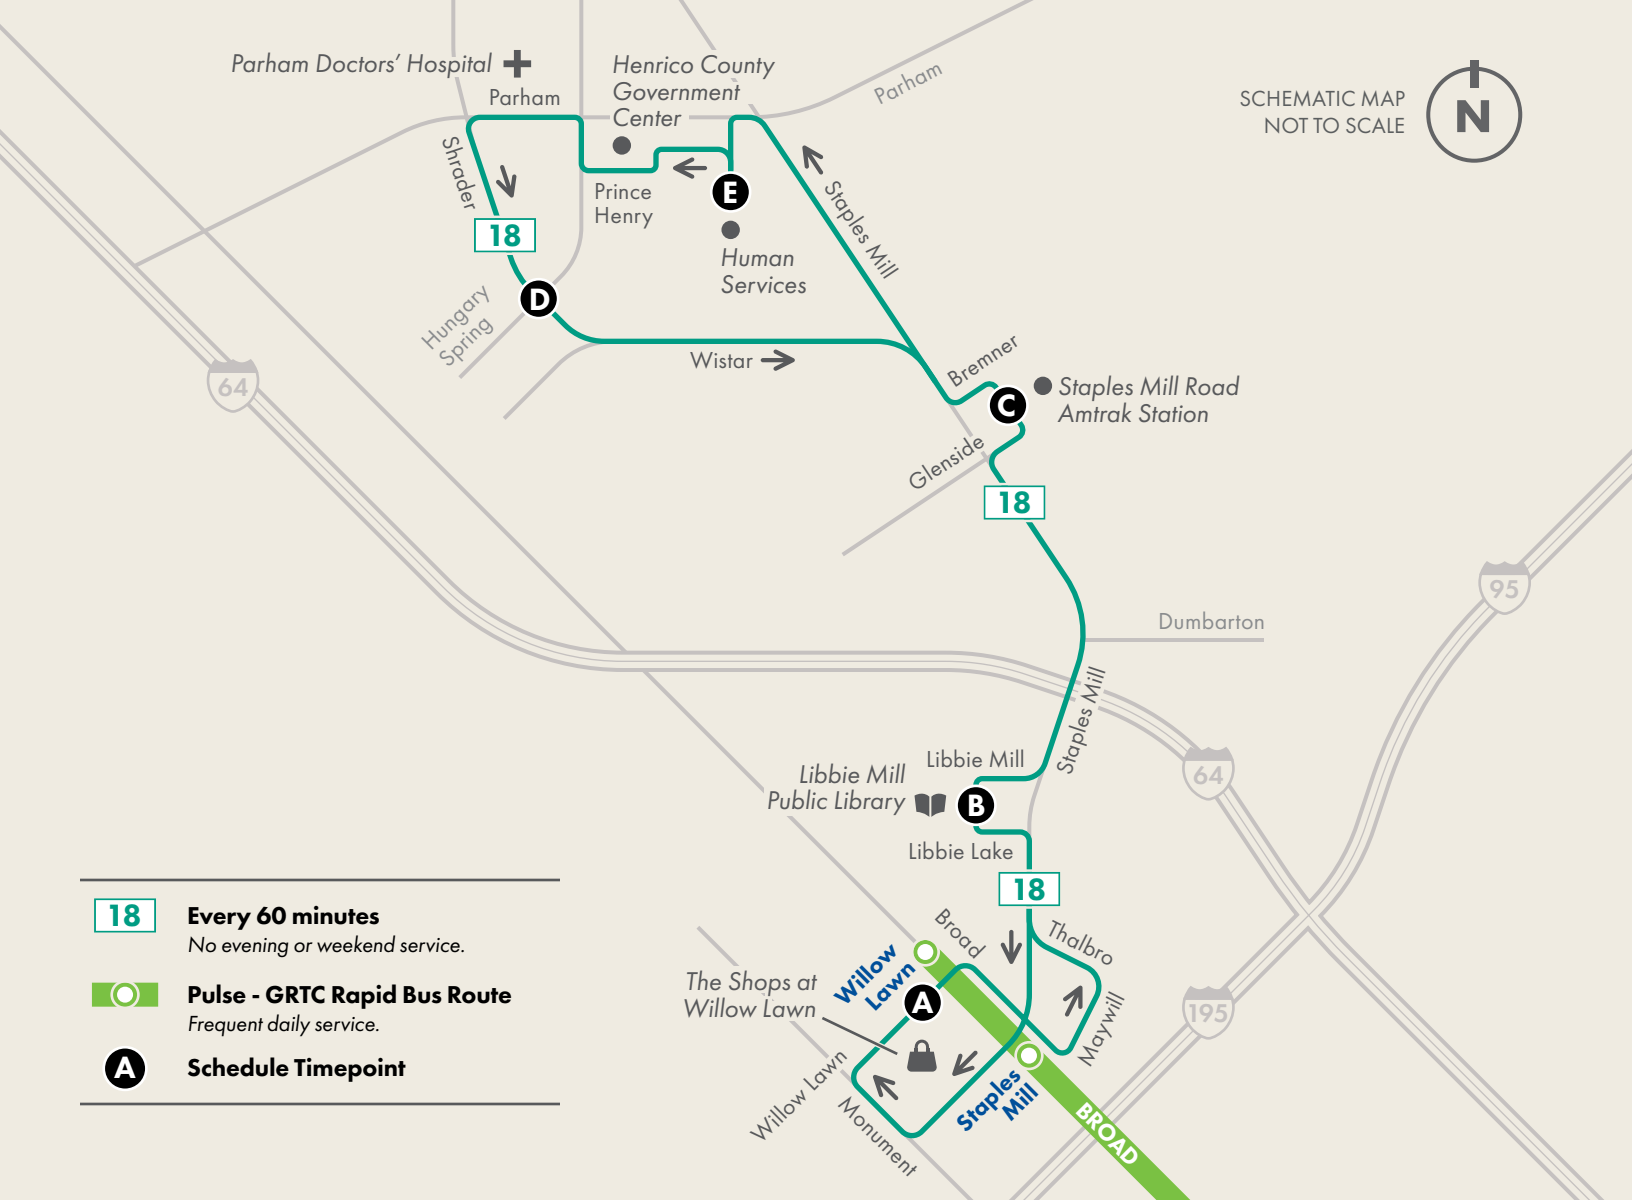 Parham Doctors’ Hospital
Henrico County
Government
Center
Parham
Parham
SCHEMATIC MAP
NOT TO SCALE
N
Shrader
18
Prince
Henry
E
Human
Services
Staples Mill
D
Hungary
Spring
Wistar
Bremner
C
Staples Mill Road
Amtrak Station
64
Glenside
18
95
Dumbarton
Staples Mill
Libbie Mill
Libbie Mill
Public Library
B
64
Libbie Lake
18
Broad
Thalbro
Willow
Lawn
The Shops at
Willow Lawn
A
195
Maywill
Willow Lawn
Monument
Staples
Mill
BROAD
18
Every 60 minutes
No evening or weekend service.
Pulse - GRTC Rapid Bus Route
Frequent daily service.
A
Schedule Timepoint